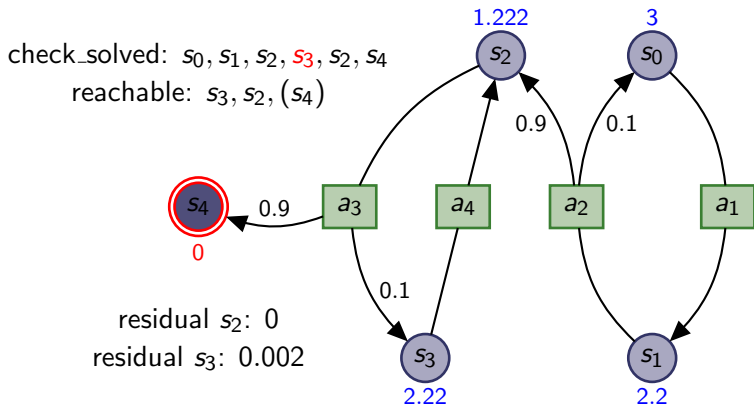 1.222
3
check_solved: s₀, s₁, s₂, s₃, s₂, s₄
reachable: s₃, s₂, (s₄)
s₂
s₀
0.9
0.1
s₄
0.9
a₃
a₄
a₂
a₁
0
0.1
residual s₂: 0
residual s₃: 0.002
s₃
s₁
2.22
2.2